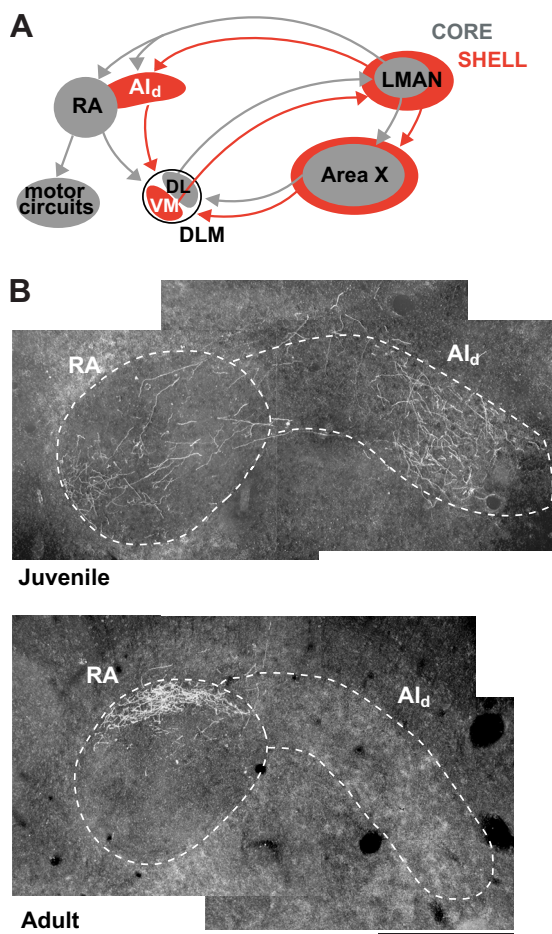 A
CORE
SHELL
LMAN
AId
RA
DL
VM
DLM
Area X
motor
circuits
B
RA
AId
Juvenile
RA
AId
Adult